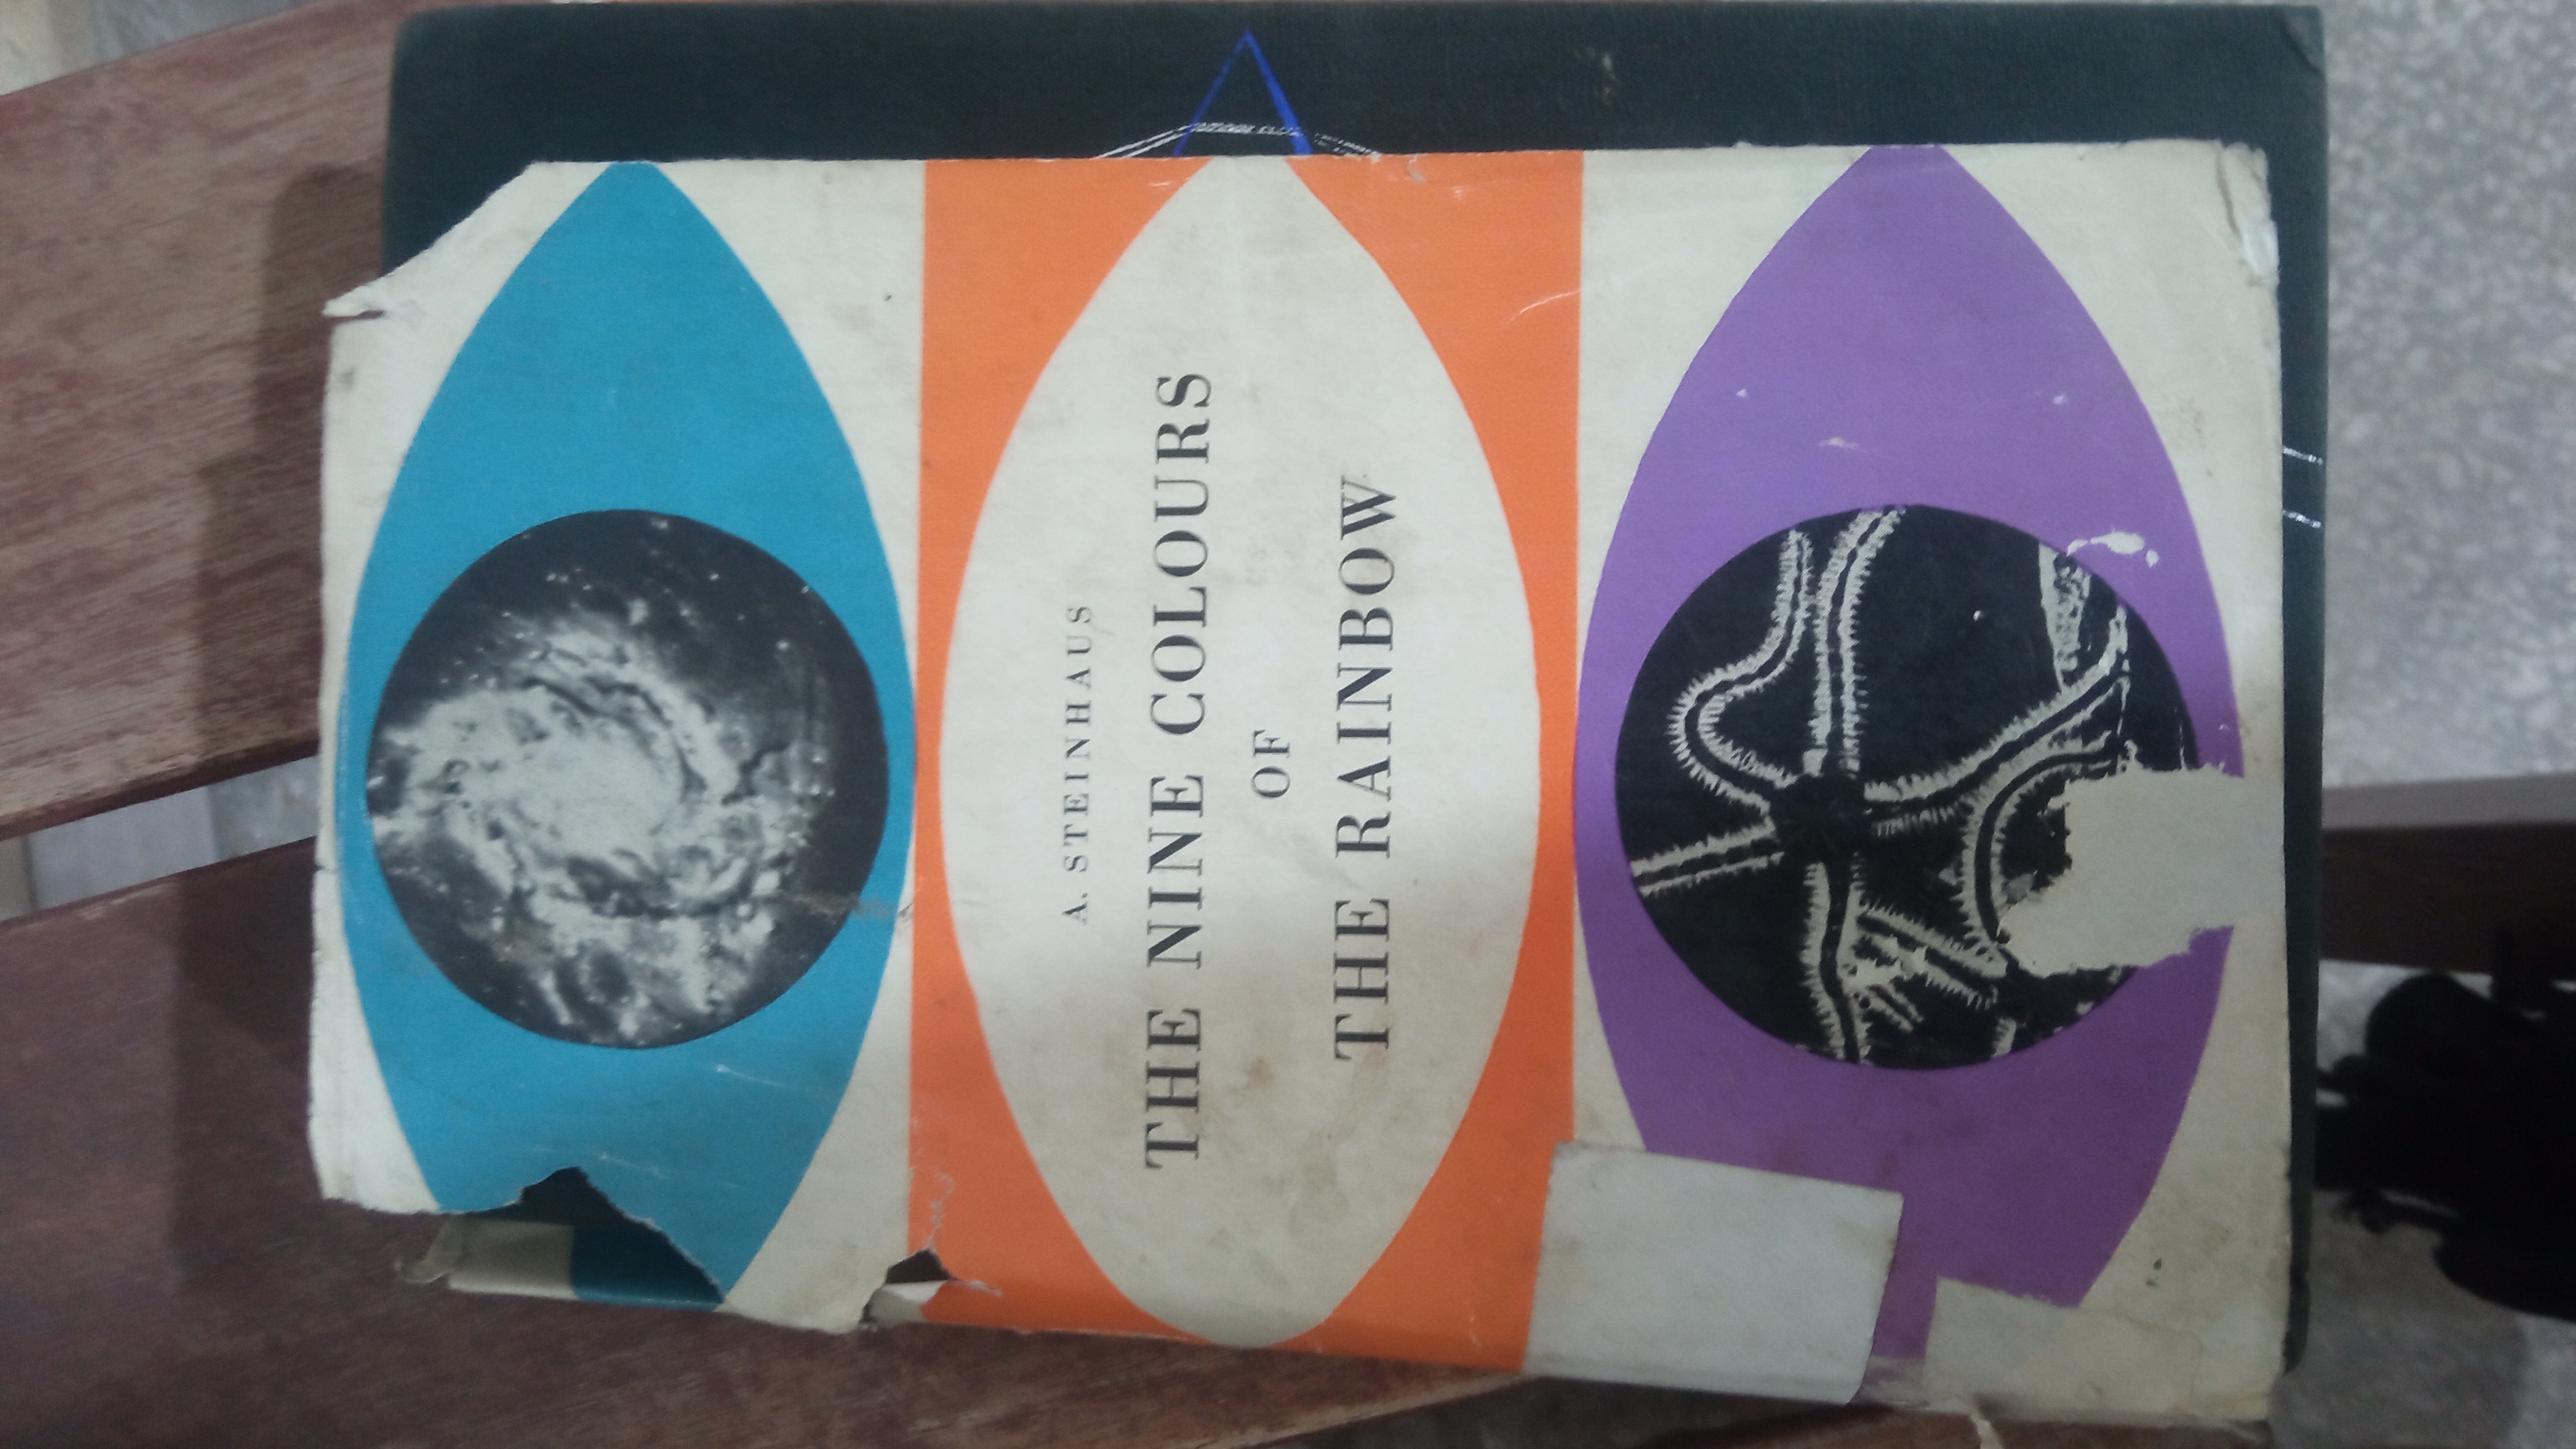 A. STEINHAUS
THE NINE COLOURS
OF
THE RAINBOW